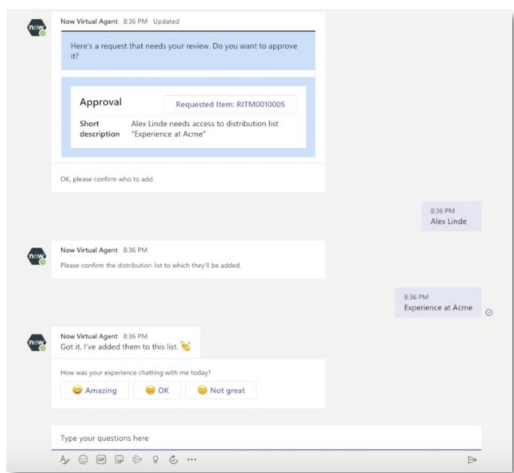 now
Now Virtual Agent 8:36 PM Updated
Here's a request that needs your review. Do you want to approve
it?
Approval
Requested Item: RITM0010005
Short Alex Linde needs access to distribution list
description "Experience at Acme"
OK, please confirm who to add.
8:36 PM
Alex Linde
now
Now Virtual Agent 8:36 PM
Please confirm the distribution list to which they'll be added.
8:36 PM
Experience at Acme
now
Now Virtual Agent 8:36 PM
Got it, I've added them to this list. 👏
How was your experience chatting with me today?
😄 Amazing 🙂 OK 😕 Not great
Type your questions here
GIF